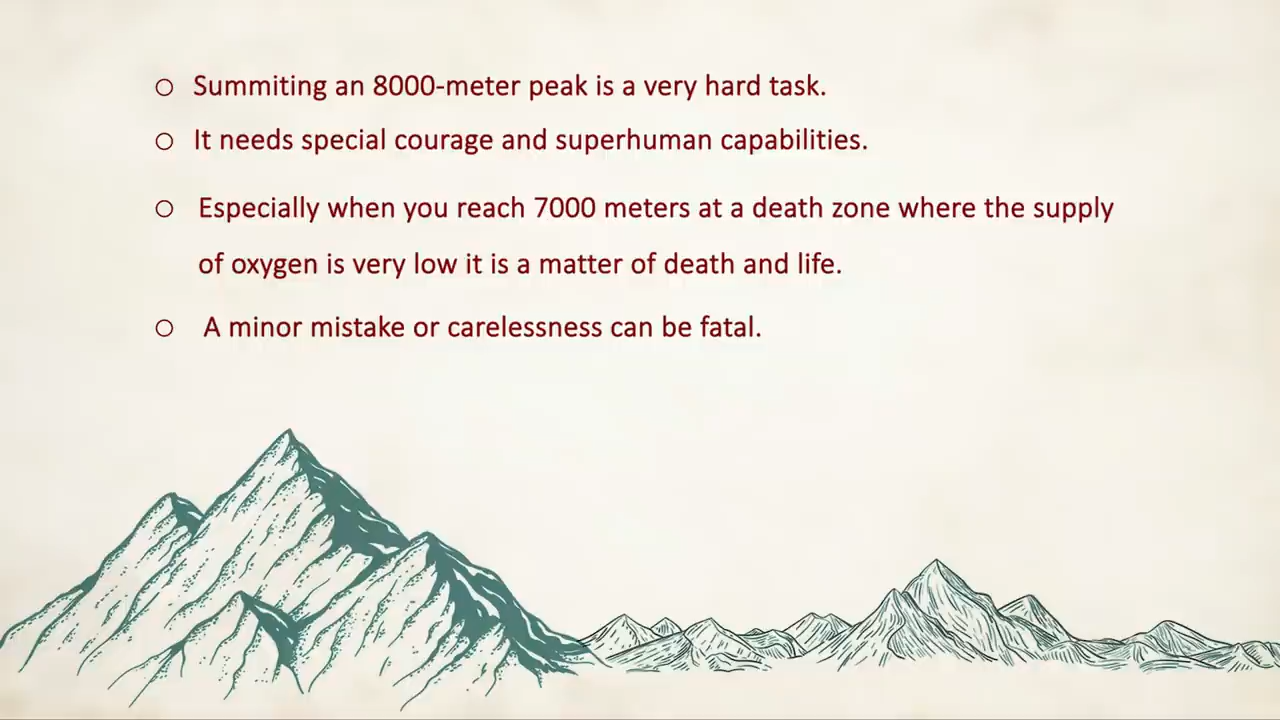 ○ Summiting an 8000-meter peak is a very hard task.
○ It needs special courage and superhuman capabilities.
○ Especially when you reach 7000 meters at a death zone where the supply
of oxygen is very low it is a matter of death and life.
○ A minor mistake or carelessness can be fatal.